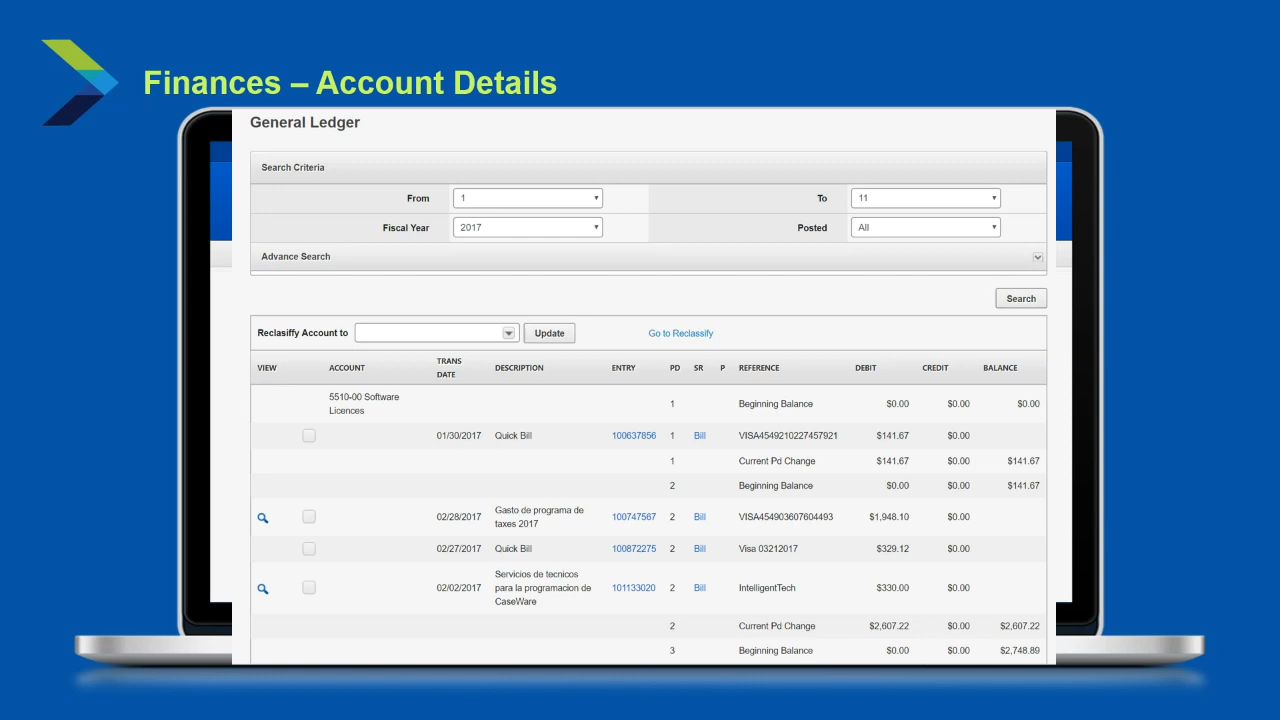 Finances – Account Details
General Ledger
Search Criteria
From 1 To 11
Fiscal Year 2017 Posted All
Advance Search
Search
Reclasiffy Account to Update Go to Reclassify
VIEW ACCOUNT TRANS DATE DESCRIPTION ENTRY PD SR P REFERENCE DEBIT CREDIT BALANCE
5510-00 Software Licences 1 Beginning Balance $0.00 $0.00 $0.00
01/30/2017 Quick Bill 100637856 1 Bill VISA4549210227457921 $141.67 $0.00
1 Current Pd Change $141.67 $0.00 $141.67
2 Beginning Balance $0.00 $0.00 $141.67
02/28/2017 Gasto de programa de taxes 2017 100747567 2 Bill VISA454903607604493 $1,948.10 $0.00
02/27/2017 Quick Bill 100872275 2 Bill Visa 03212017 $329.12 $0.00
02/02/2017 Servicios de tecnicos para la programacion de CaseWare 101133020 2 Bill IntelligentTech $330.00 $0.00
2 Current Pd Change $2,607.22 $0.00 $2,607.22
3 Beginning Balance $0.00 $0.00 $2,748.89